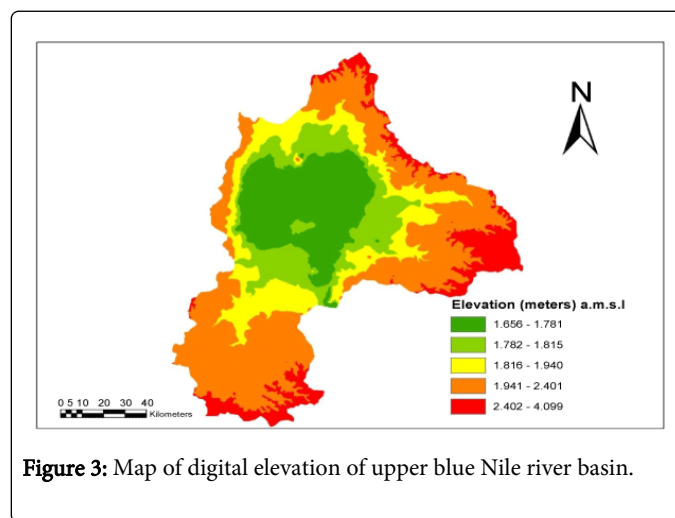 N
Elevation (meters) a.m.s.l
1.656 - 1.781
1.782 - 1.815
1.816 - 1.940
1.941 - 2.401
2.402 - 4.099
0 5 10 20 30 40
Kilometers
Figure 3: Map of digital elevation of upper blue Nile river basin.